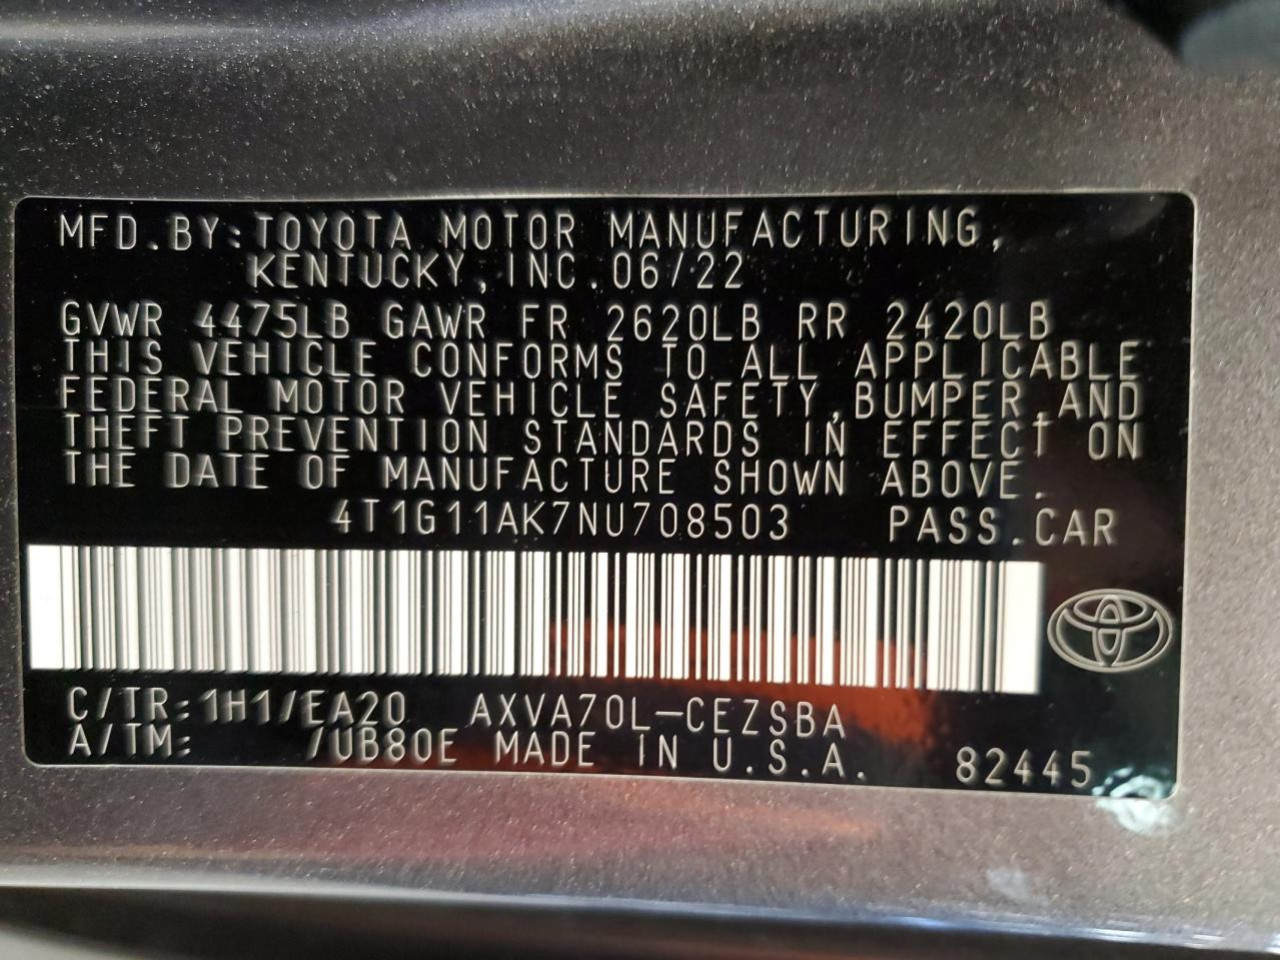 MFD.BY:TOYOTA MOTOR MANUFACTURING,
KENTUCKY,INC.06/22
GVWR 4475LB GAWR FR 2620LB RR 2420LB
THIS VEHICLE CONFORMS TO ALL APPLICABLE
FEDERAL MOTOR VEHICLE SAFETY,BUMPER,AND
THEFT PREVENTION STANDARDS IN EFFECT ON
THE DATE OF MANUFACTURE SHOWN ABOVE.
4T1G11AK7NU708503 PASS.CAR
C/TR:1H1/EA20 AXVA70L-CEZSBA
A/TM: /UB80E MADE IN U.S.A. 82445